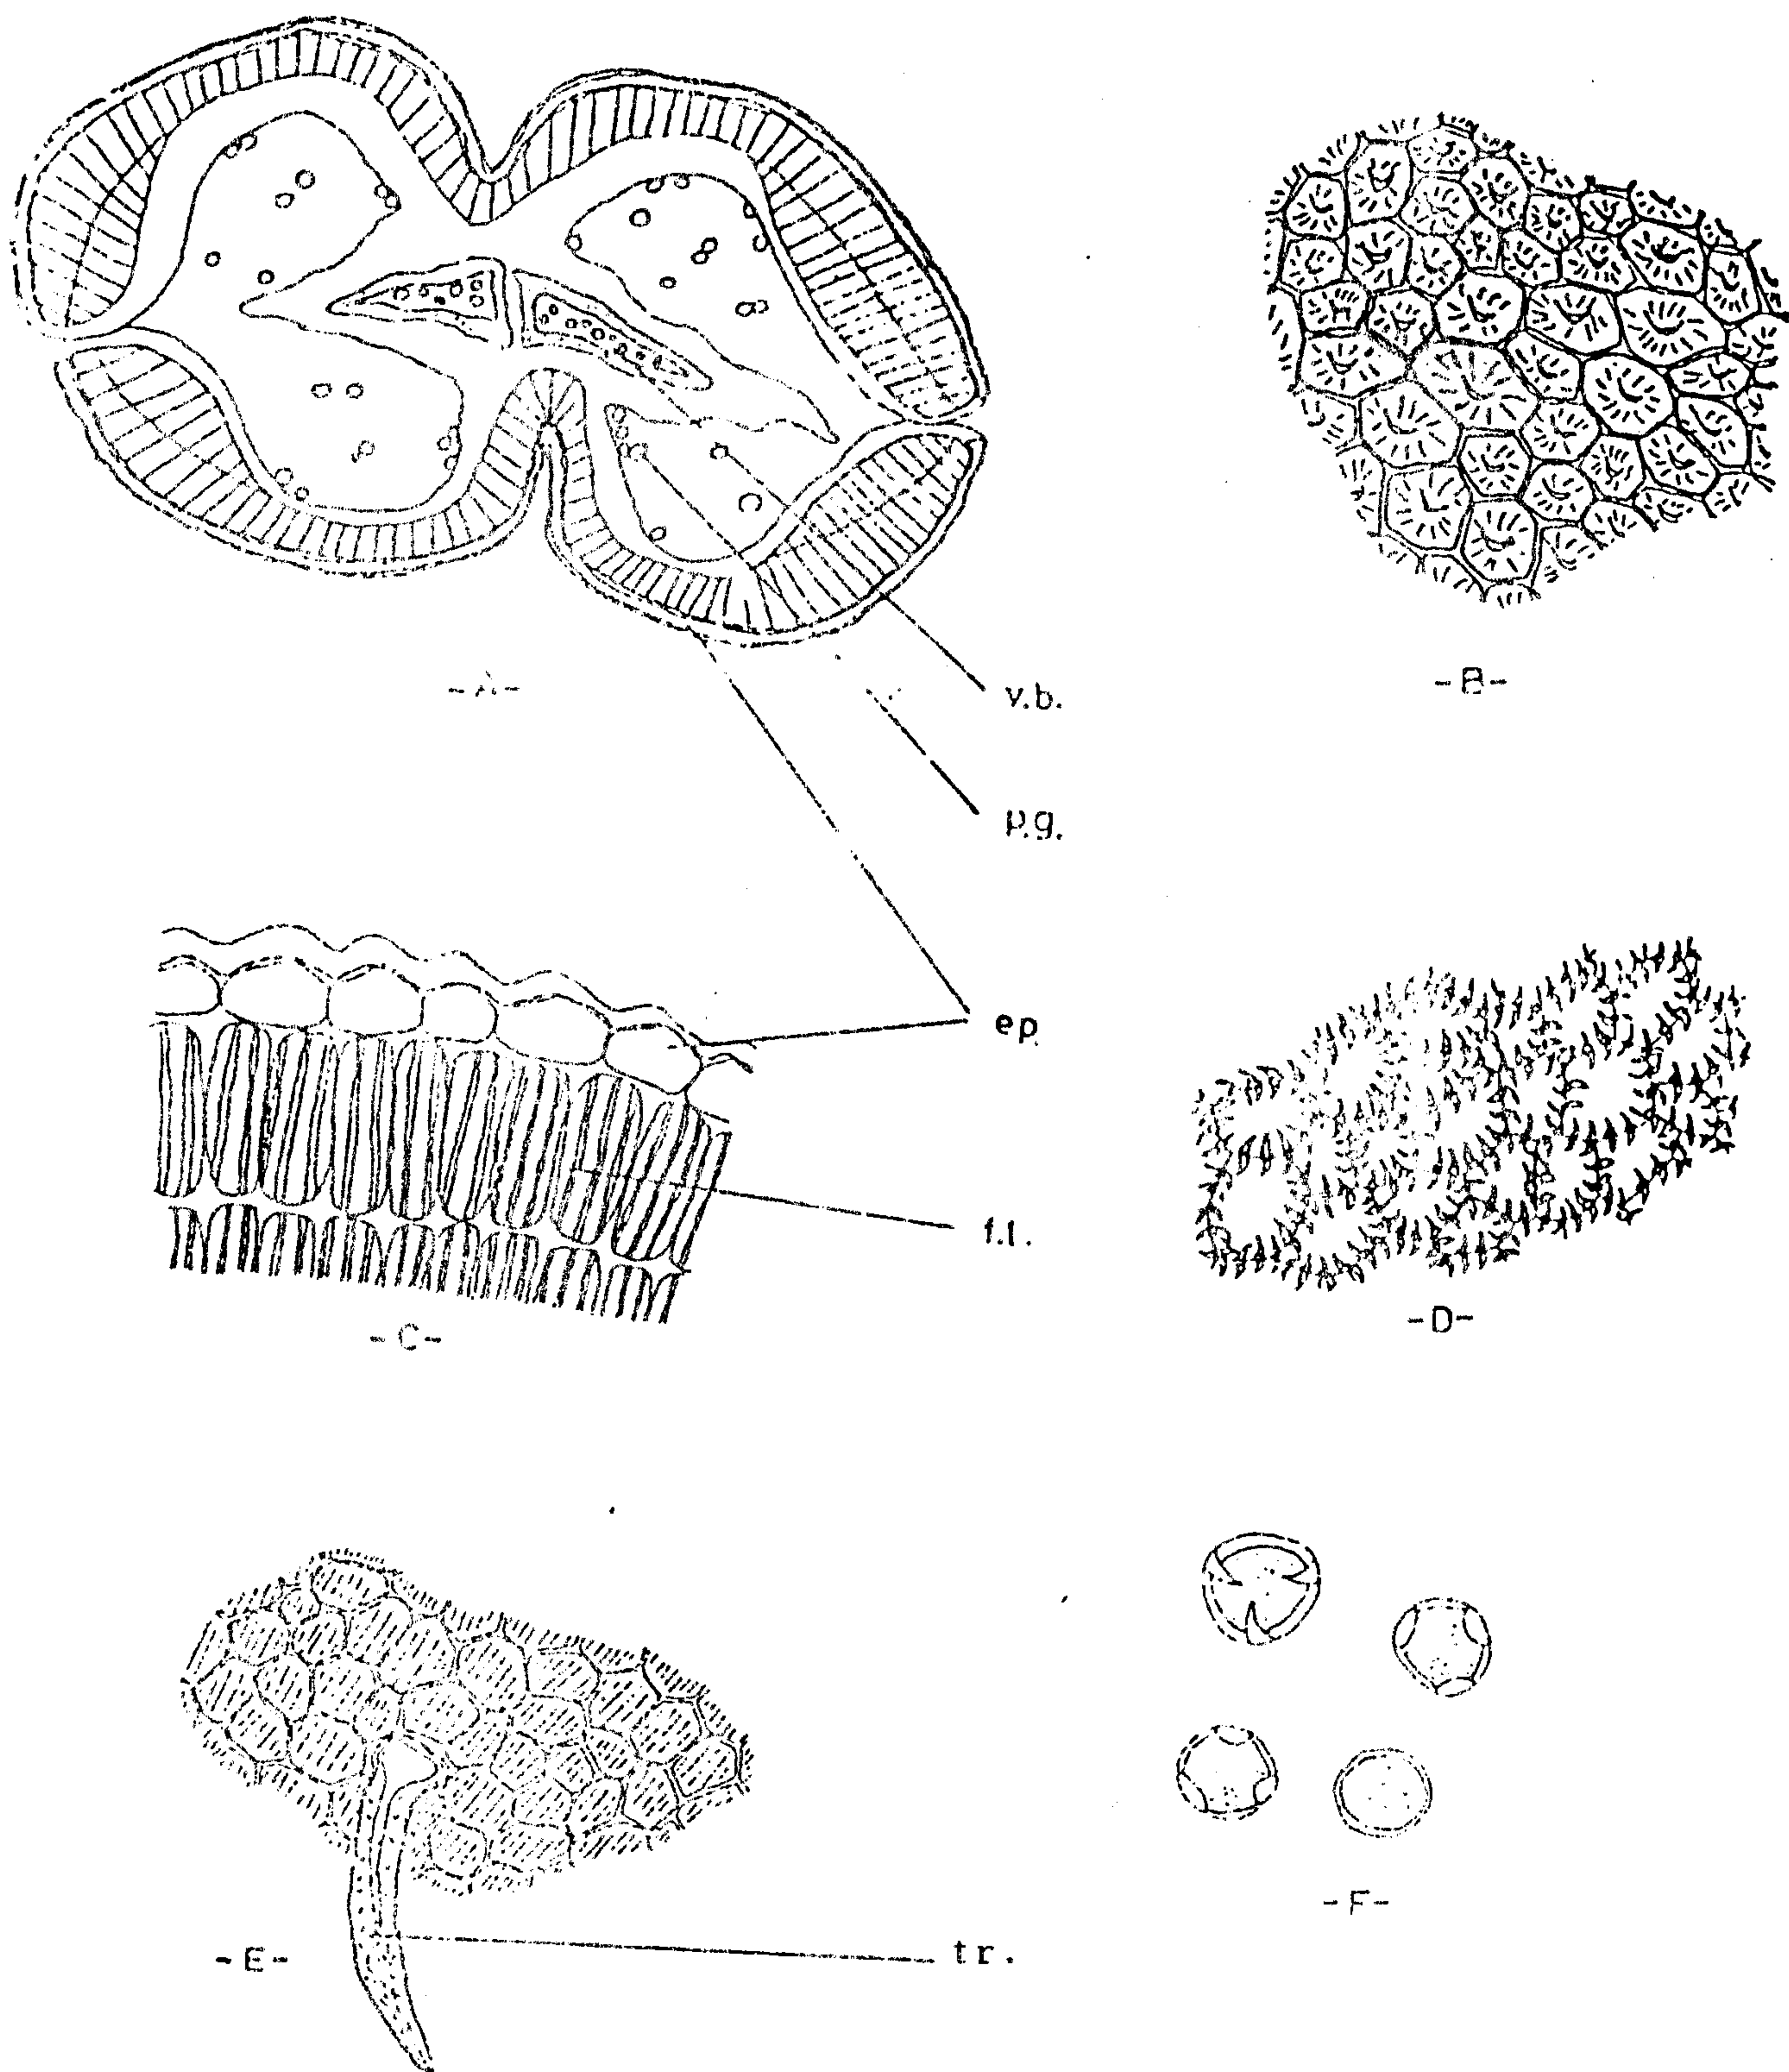 -A-
-B-
v.b.
p.g.
ep.
f.l.
-C-
-D-
-E-
tr.
-F-